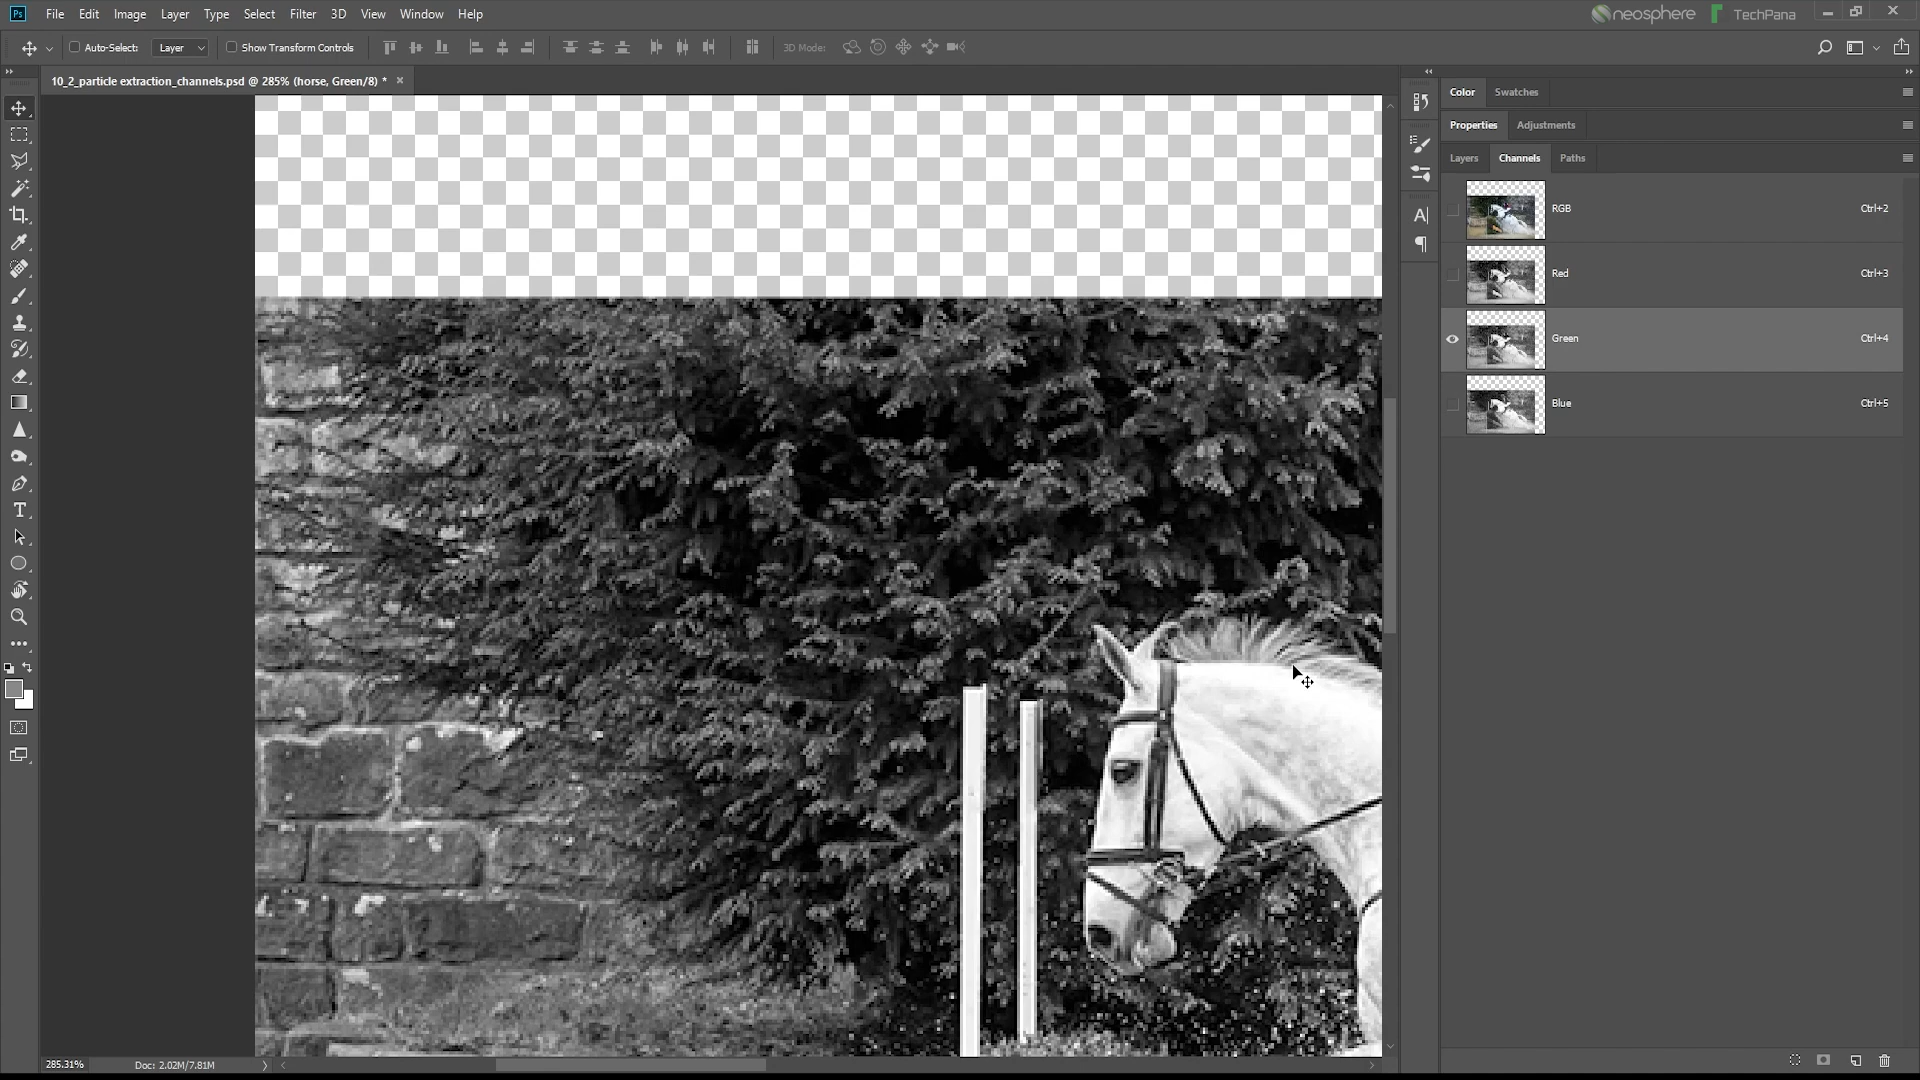 Ps File Edit Image Layer Type Select Filter 3D View Window Help neosphere TechPana
Auto-Select: Layer Show Transform Controls 3D Mode:
10_2_particle extraction_channels.psd @ 285% (horse, Green/8) *
Color Swatches
Properties Adjustments
Layers Channels Paths
RGB Ctrl+2
Red Ctrl+3
Green Ctrl+4
Blue Ctrl+5
285.31% Doc: 2.02M/7.81M